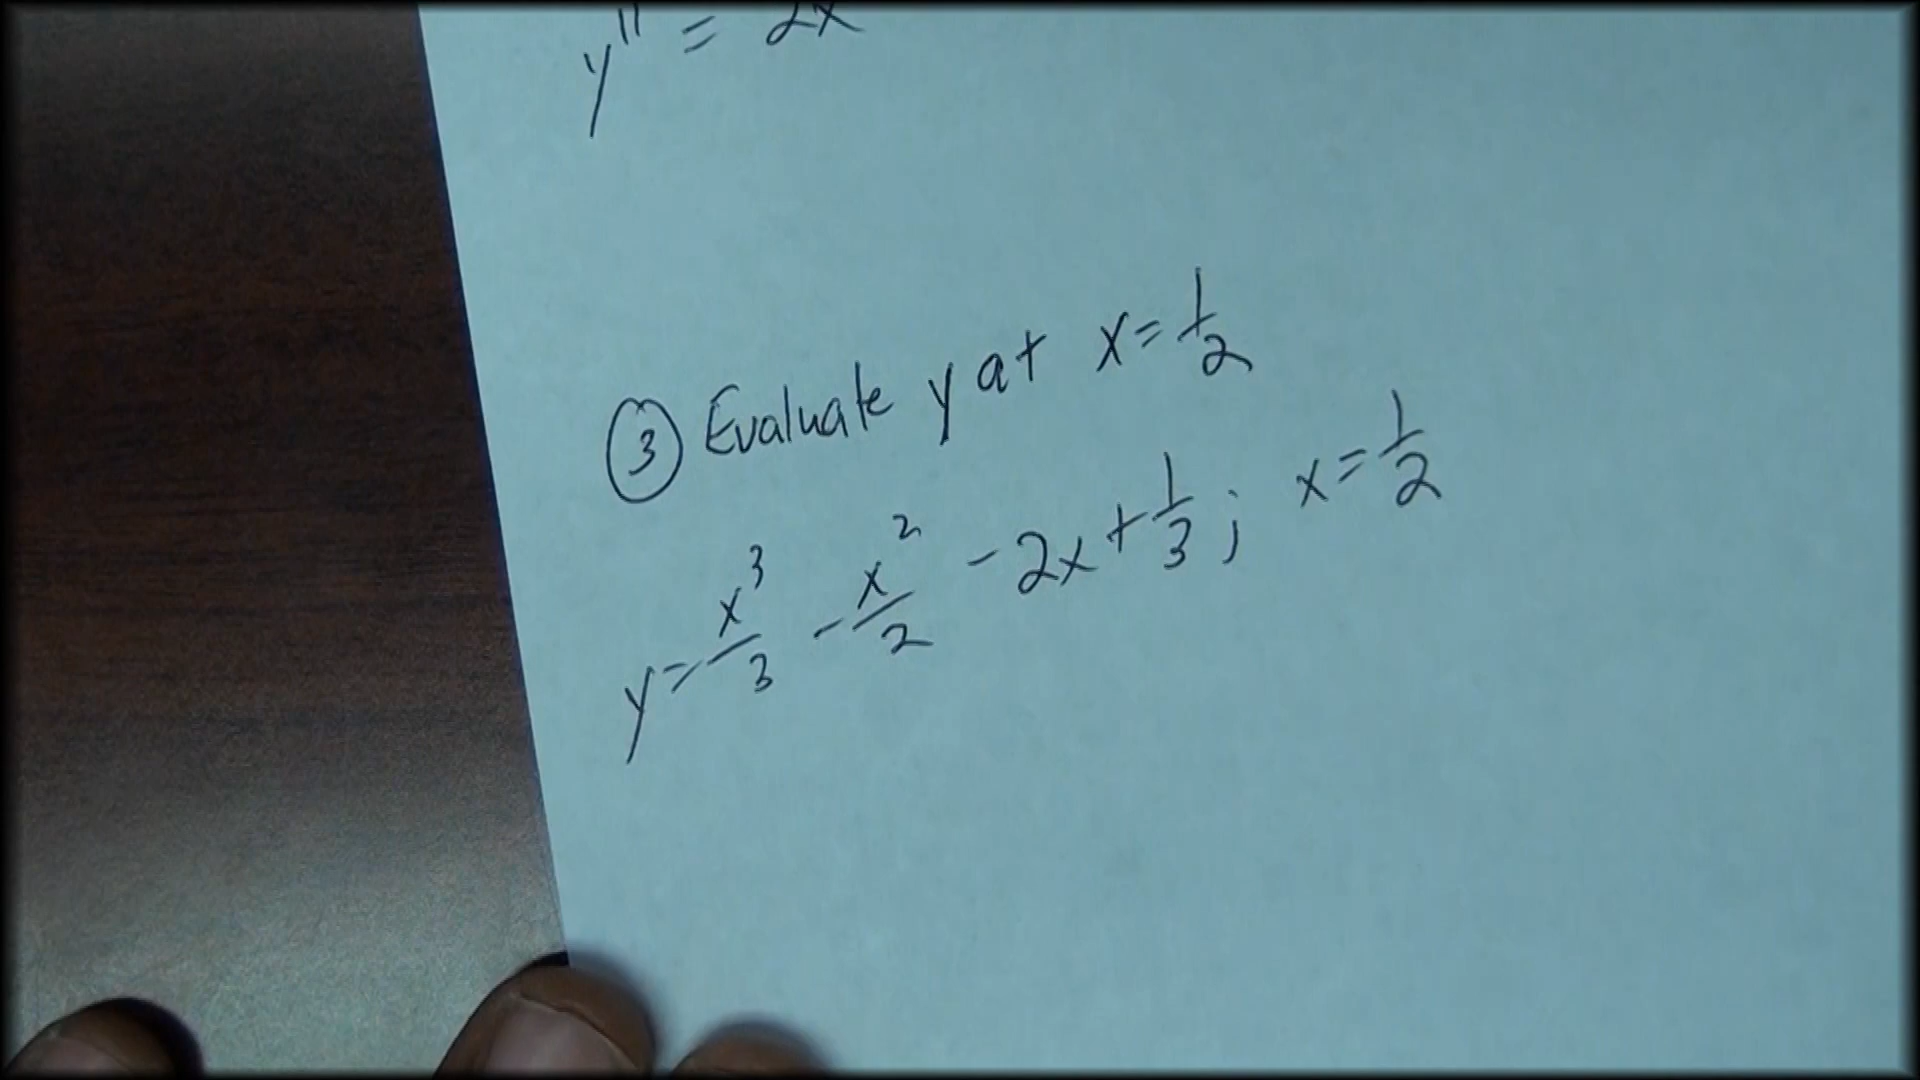 y'' = 2x
③ Evaluate y at x = 1/2
y = x³/3 - x²/2 - 2x + 1/3 ; x = 1/2